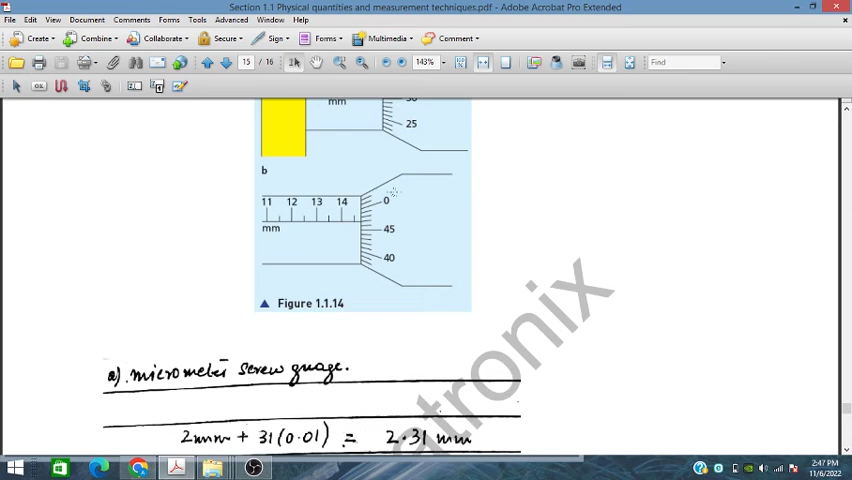 Section 1.1 Physical quantities and measurement techniques.pdf - Adobe Acrobat Pro Extended
File Edit View Document Comments Forms Tools Advanced Window Help
Create Combine Collaborate Secure Sign Forms Multimedia Comment
15 / 16 143% Find
30
mm
25
b
11 12 13 14 0
45
mm
40
Figure 1.1.14
atronix
a). micrometer screw guage.
2mm + 31(0.01) = 2.31 mm
2:47 PM
11/6/2022